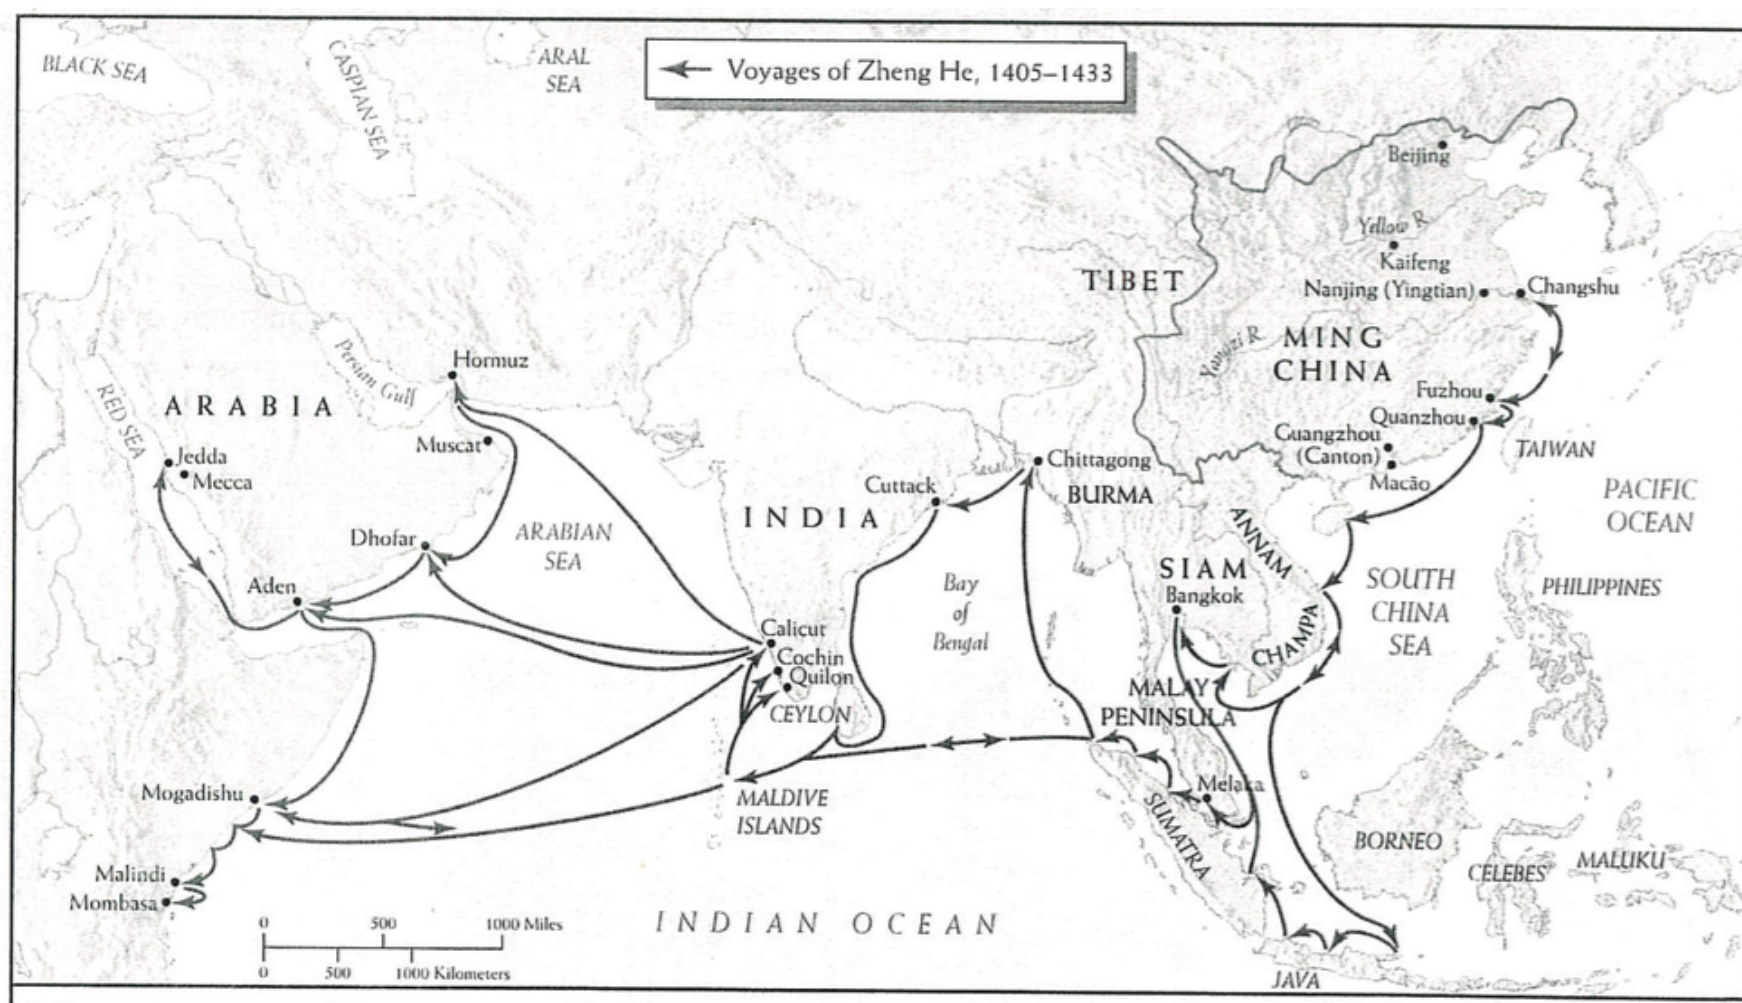 BLACK SEA
CASPIAN SEA
ARAL
SEA
Voyages of Zheng He, 1405–1433
Beijing
Yellow R
Kaifeng
TIBET
Nanjing (Yingtian)
Changshu
MING
CHINA
Yangzi R
Hormuz
Persian Gulf
RED SEA
ARABIA
Fuzhou
Quanzhou
Muscat
Guangzhou
(Canton)
TAIWAN
Jedda
Mecca
Chittagong
Macão
Cuttack
BURMA
PACIFIC
OCEAN
INDIA
ARABIAN
SEA
Dhofar
ANNAM
SIAM
Bangkok
SOUTH
CHINA
SEA
PHILIPPINES
Aden
Bay
of
Bengal
Calicut
Cochin
Quilon
CHAMPA
MALAY
PENINSULA
CEYLON
Mogadishu
MALDIVE
ISLANDS
Melaka
SUMATRA
BORNEO
CELEBES
MALUKU
Malindi
Mombasa
INDIAN OCEAN
0 500 1000 Miles
0 500 1000 Kilometers
JAVA